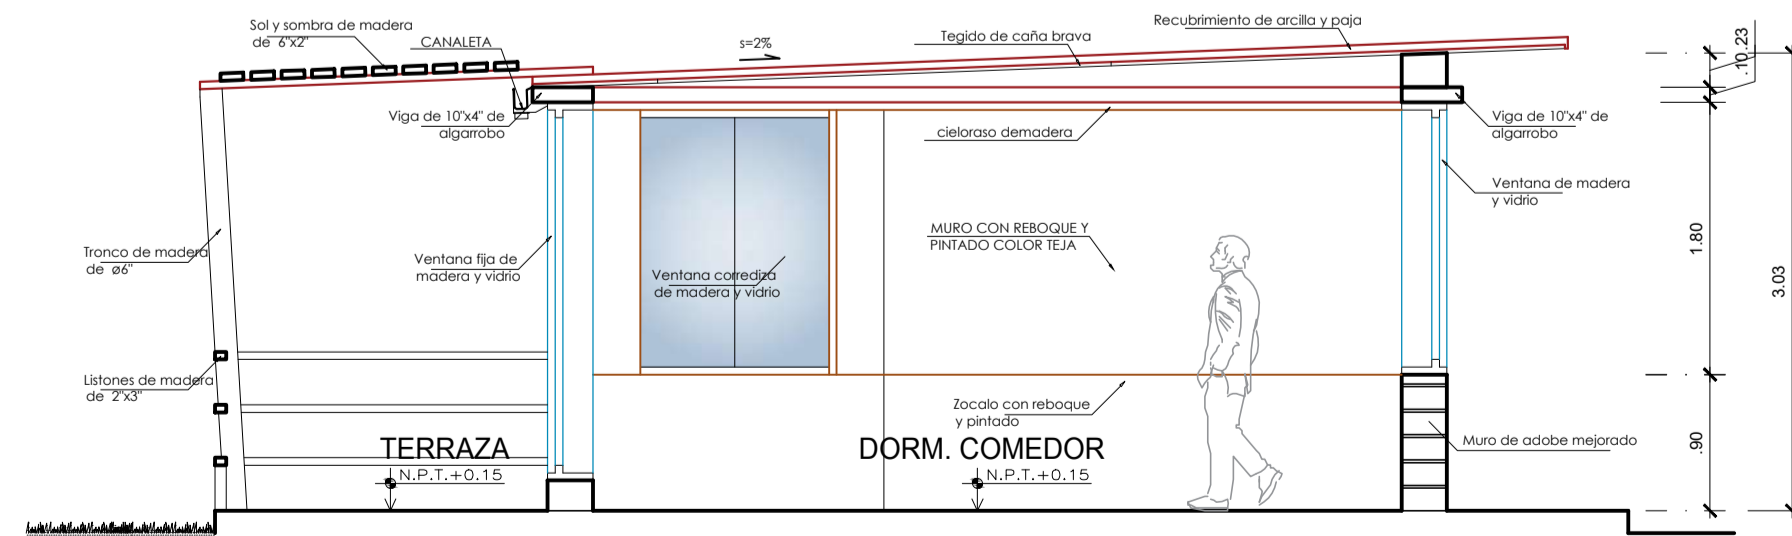 Sol y sombra de madera
de 6"x2"
CANALETA
s=2%
Tegido de caña brava
Recubrimiento de arcilla y paja
.10.23
Viga de 10"x4" de
algarrobo
cieloraso demadera
Viga de 10"x4" de
algarrobo
Ventana de madera
y vidrio
Tronco de madera
de ø6"
Ventana fija de
madera y vidrio
Ventana corrediza
de madera y vidrio
MURO CON REBOQUE Y
PINTADO COLOR TEJA
1.80
3.03
Listones de madera
de 2"x3"
Zocalo con reboque
y pintado
.90
Muro de adobe mejorado
TERRAZA
N.P.T.+0.15
DORM. COMEDOR
N.P.T.+0.15